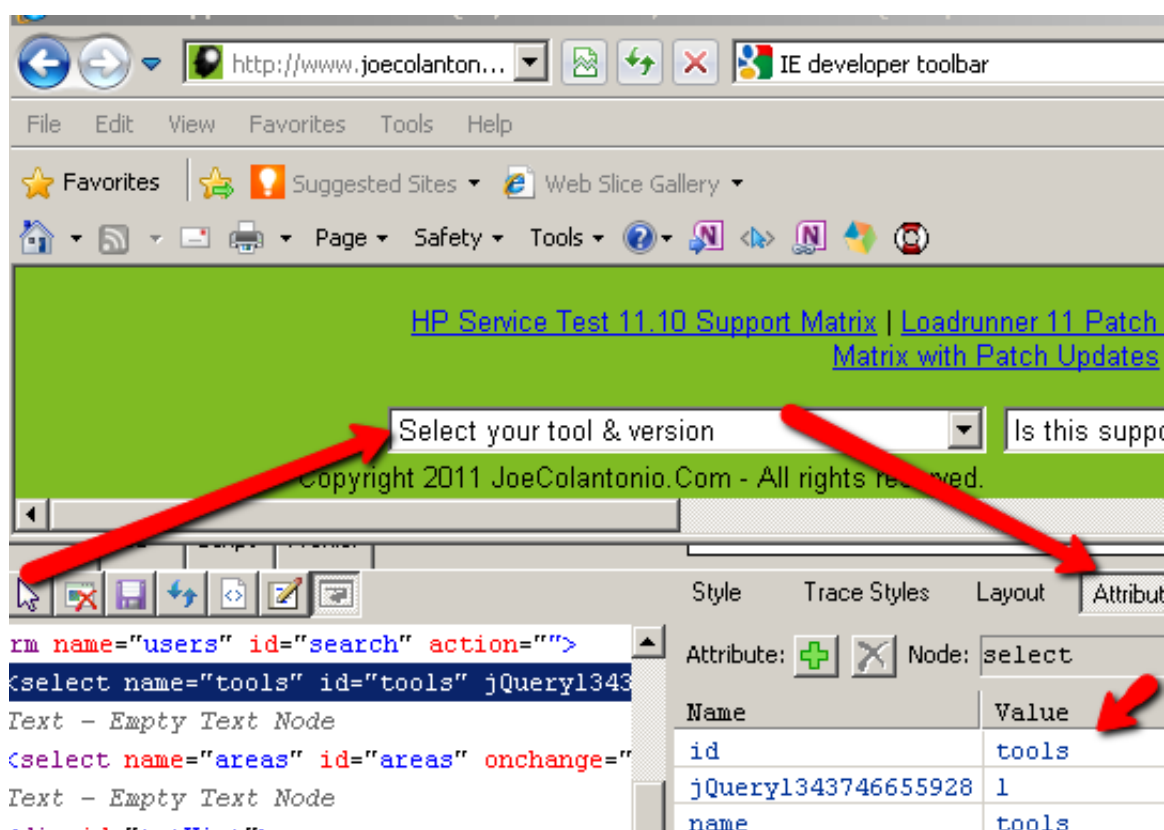 http://www.joecolanton... IE developer toolbar
File Edit View Favorites Tools Help
Favorites Suggested Sites Web Slice Gallery
Page Safety Tools
HP Service Test 11.10 Support Matrix | Loadrunner 11 Patch
Matrix with Patch Updates
Select your tool & version Is this suppo
Copyright 2011 JoeColantonio.Com - All rights reserved.
Style Trace Styles Layout Attribut
rm name="users" id="search" action="">
Attribute: Node: select
<select name="tools" id="tools" jQuery1343
Text - Empty Text Node
Name Value
<select name="areas" id="areas" onchange="
id tools
Text - Empty Text Node
jQuery1343746655928 1
name tools